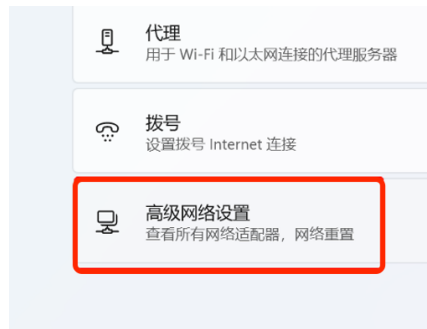 代理
用于 Wi-Fi 和以太网连接的代理服务器
拨号
设置拨号 Internet 连接
高级网络设置
查看所有网络适配器，网络重置